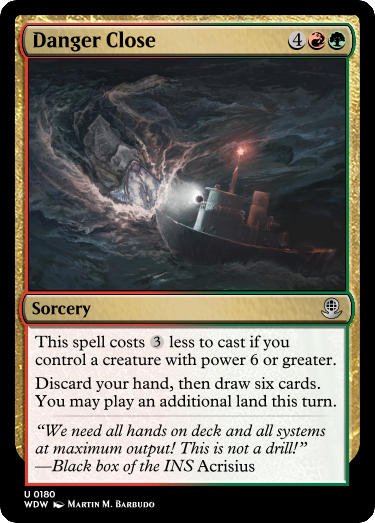 Danger Close 4
Sorcery
This spell costs 3 less to cast if you
control a creature with power 6 or greater.
Discard your hand, then draw six cards.
You may play an additional land this turn.
“We need all hands on deck and all systems
at maximum output! This is not a drill!”
—Black box of the INS Acrisius
U 0180
WDW Martin M. Barbudo